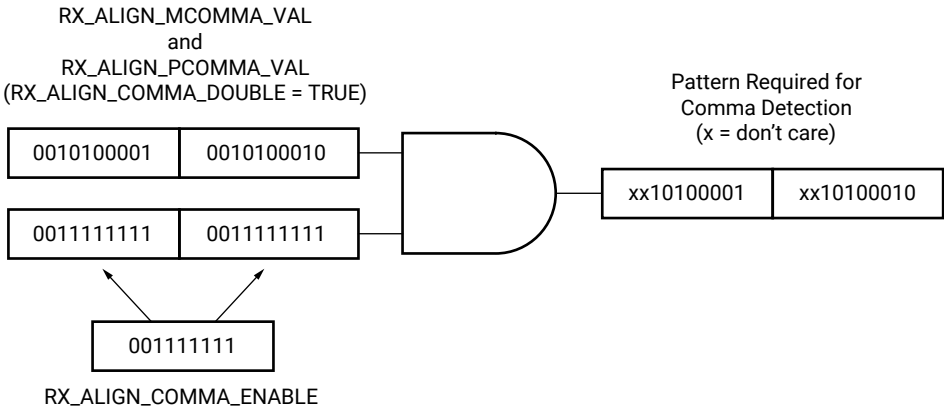 RX_ALIGN_MCOMMA_VAL
and
RX_ALIGN_PCOMMA_VAL
(RX_ALIGN_COMMA_DOUBLE = TRUE)
Pattern Required for
Comma Detection
(x = don’t care)
0010100001 0010100010
xx10100001 xx10100010
0011111111 0011111111
001111111
RX_ALIGN_COMMA_ENABLE